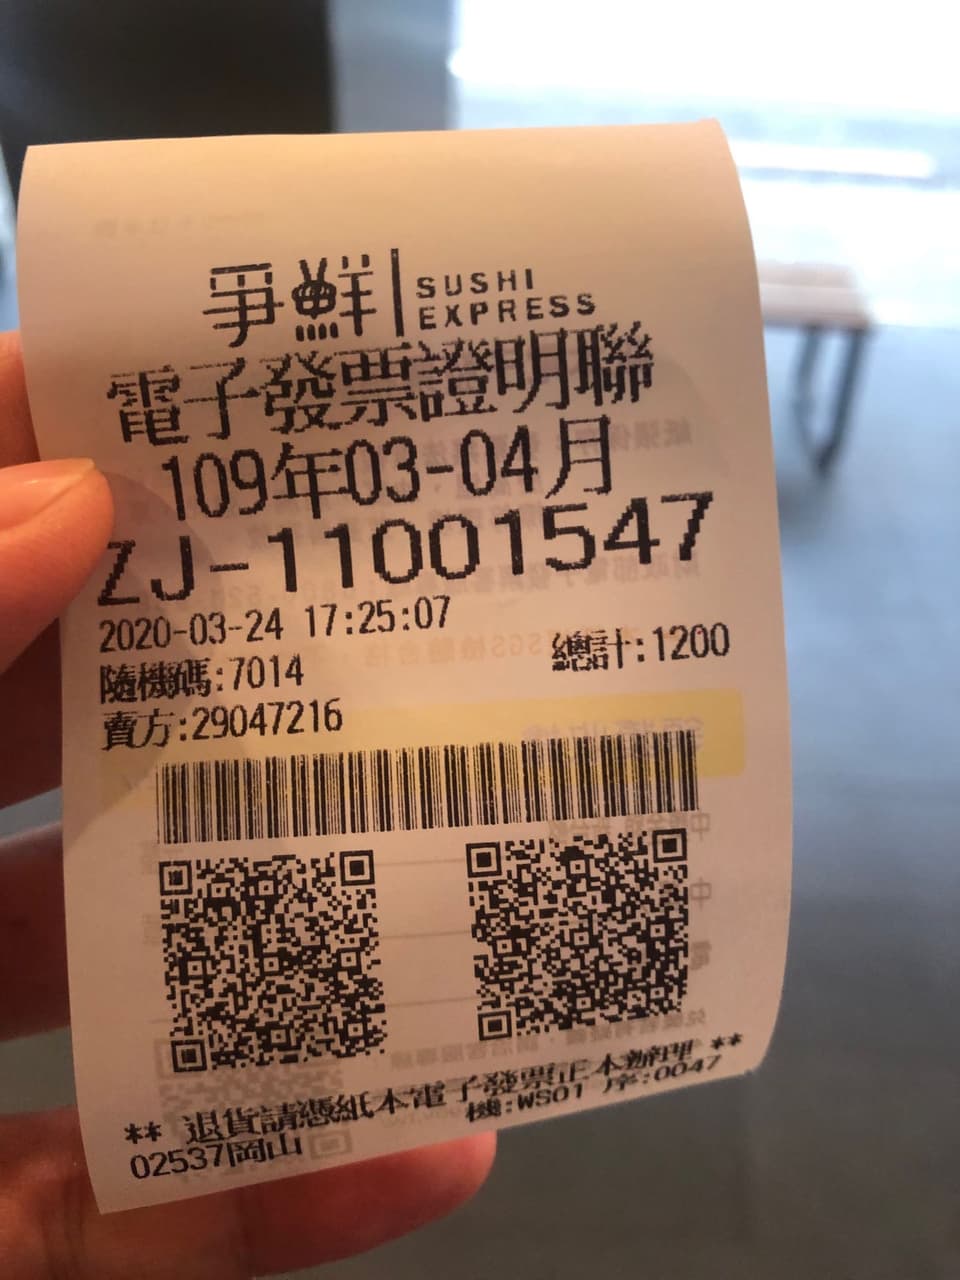 爭鮮 SUSHI EXPRESS
電子發票證明聯
109年03-04月
ZJ-11001547
2020-03-24 17:25:07
隨機碼:7014 總計:1200
賣方:29047216
** 退貨請憑紙本電子發票正本辦理 **
02537岡山 機:WS01 序:0047